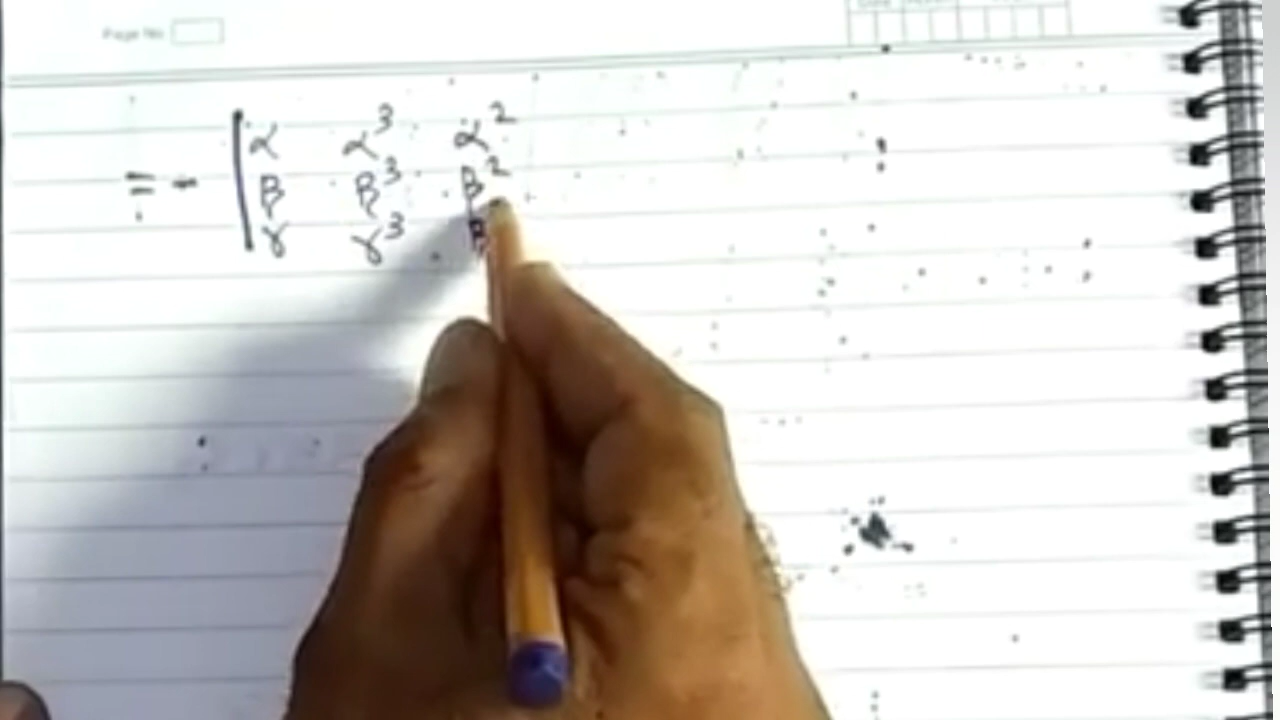 Page No.
α α³ α²
= - β β³ β²
γ γ³ β